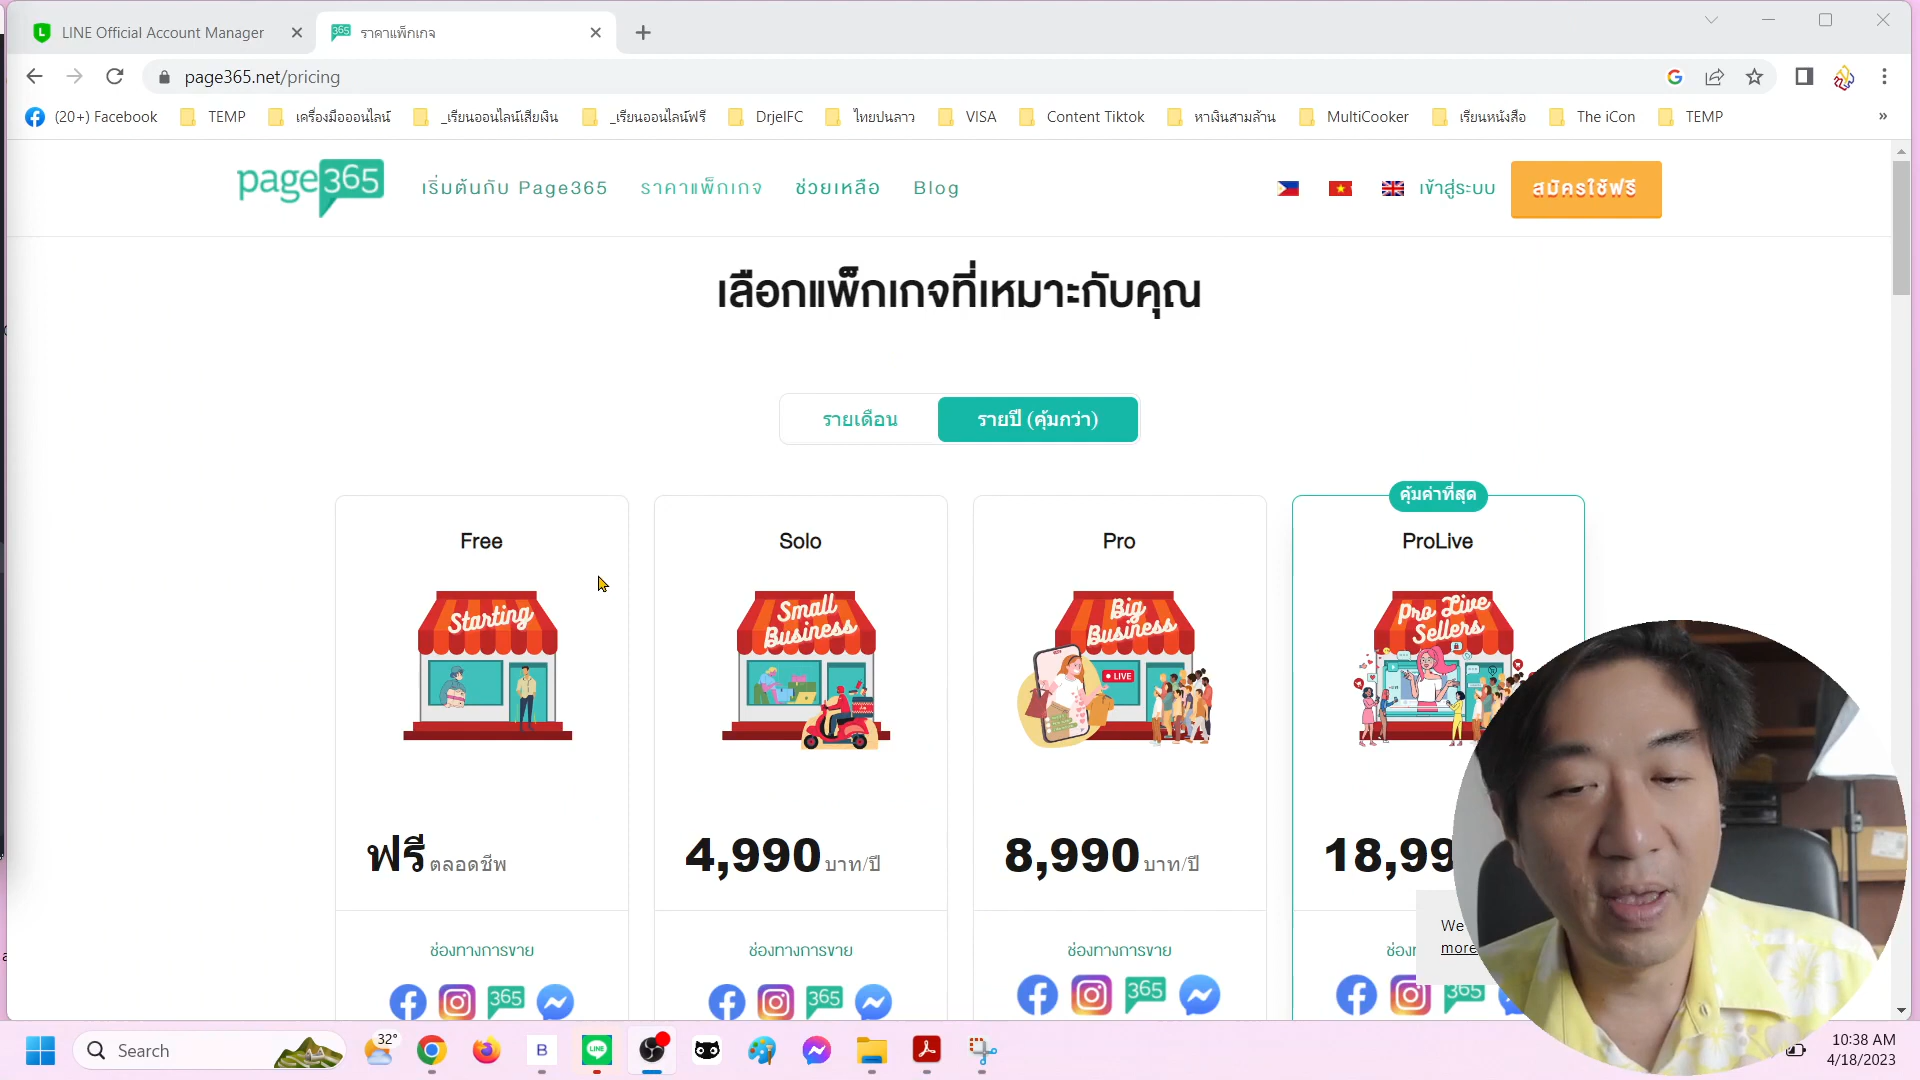 LINE Official Account Manager
365 ราคาแพ็กเกจ
page365.net/pricing
(20+) Facebook TEMP เครื่องมือออนไลน์ _เรียนออนไลน์เสียเงิน _เรียนออนไลน์ฟรี DrjelFC ไทยปนลาว VISA Content Tiktok หาเงินสามล้าน MultiCooker เรียนหนังสือ The iCon TEMP »
page365 เริ่มต้นกับ Page365 ราคาแพ็กเกจ ช่วยเหลือ Blog เข้าสู่ระบบ สมัครใช้ฟรี
เลือกแพ็กเกจที่เหมาะกับคุณ
รายเดือน รายปี (คุ้มกว่า)
คุ้มค่าที่สุด
Free Solo Pro ProLive
Starting
Small Business
Big Business
LIVE
Pro Live Sellers
ฟรี ตลอดชีพ 4,990 บาท/ปี 8,990 บาท/ปี 18,99
We
more
ช่องทางการขาย ช่องทางการขาย ช่องทางการขาย
365 365 365 365
Search 32° B LINE
10:38 AM
4/18/2023